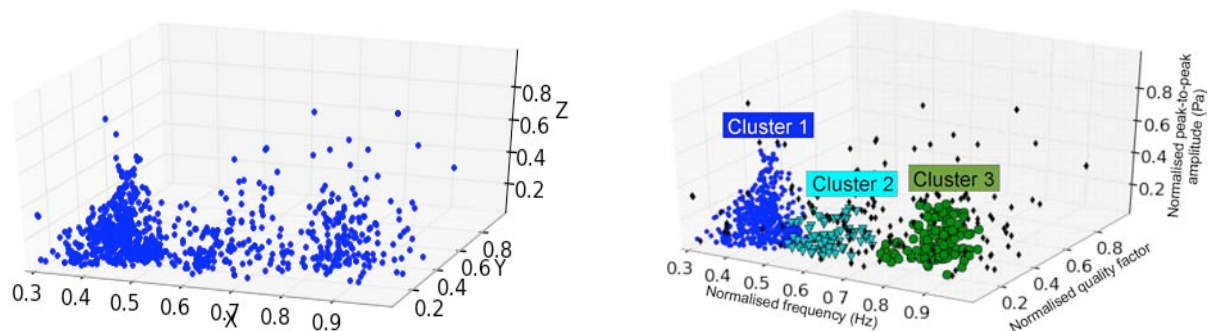 0.8
Z
0.6
0.4
0.2
0.8
0.6 Y
0.4
0.2
0.3 0.4 0.5 0.6 0.7 0.8 0.9
X
Cluster 1
Cluster 2
Cluster 3
0.8
0.6
0.4
0.2
Normalised peak-to-peak
amplitude (Pa)
0.8
0.6
0.4
0.2
Normalised quality factor
0.3 0.4 0.5 0.6 0.7 0.8 0.9
Normalised frequency (Hz)